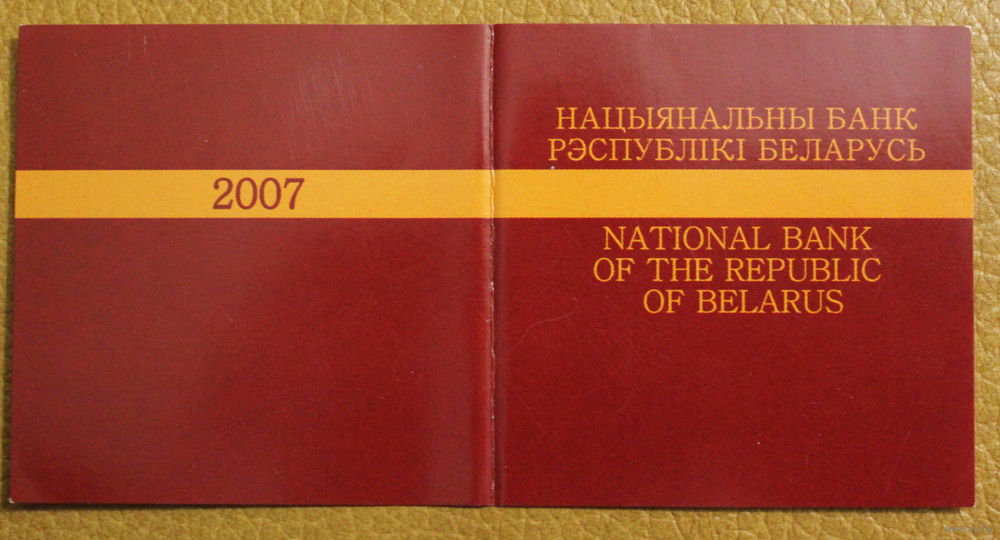 2007
НАЦЫЯНАЛЬНЫ БАНК
РЭСПУБЛІКІ БЕЛАРУСЬ
NATIONAL BANK
OF THE REPUBLIC
OF BELARUS